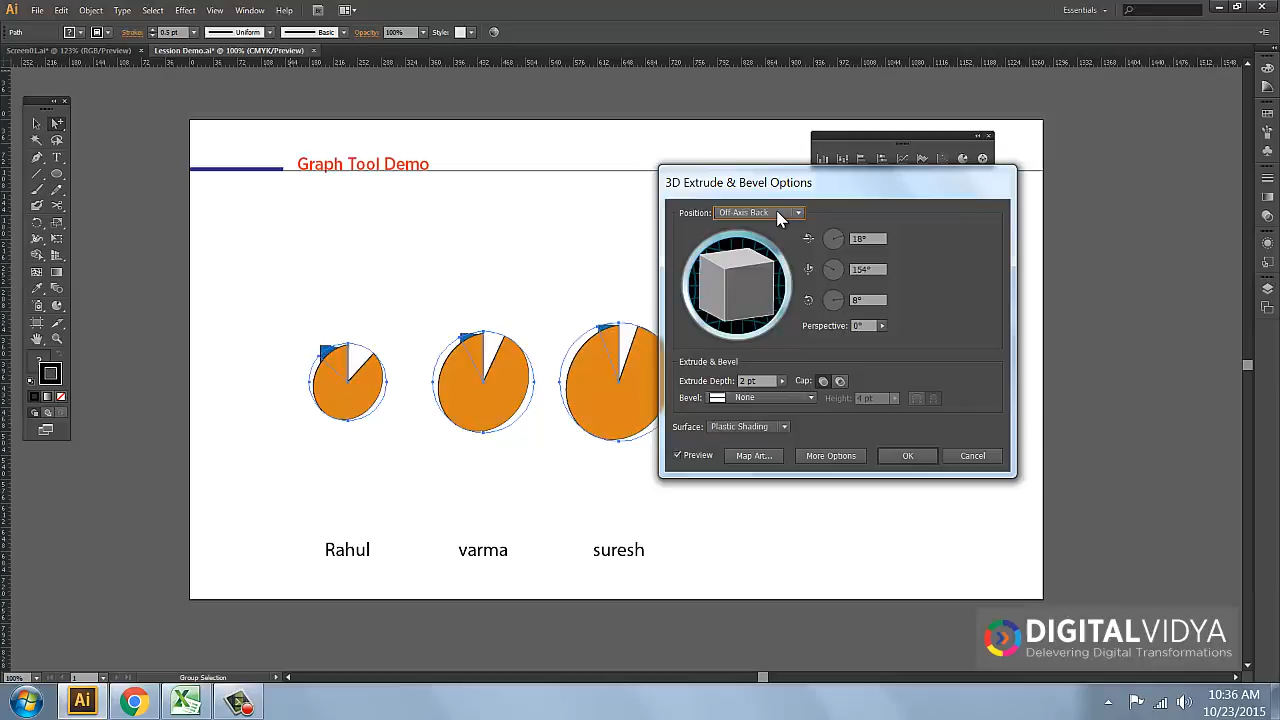 Ai File Edit Object Type Select Effect View Window Help Br Essentials
Path Stroke: 0.5 pt Uniform Basic Opacity: 100% Style:
Screen01.ai* @ 123% (RGB/Preview) × Lession Demo.ai* @ 100% (CMYK/Preview) ×
Graph Tool Demo
3D Extrude & Bevel Options
Position: Off-Axis Back
18°
154°
8°
Perspective: 0°
Extrude & Bevel
Extrude Depth: 2 pt Cap:
Bevel: None Height: 4 pt
Surface: Plastic Shading
Preview Map Art... More Options OK Cancel
Rahul varma suresh
DIGITALVIDYA
Delevering Digital Transformations
100% 1 Group Selection
Ai
10:36 AM
10/23/2015